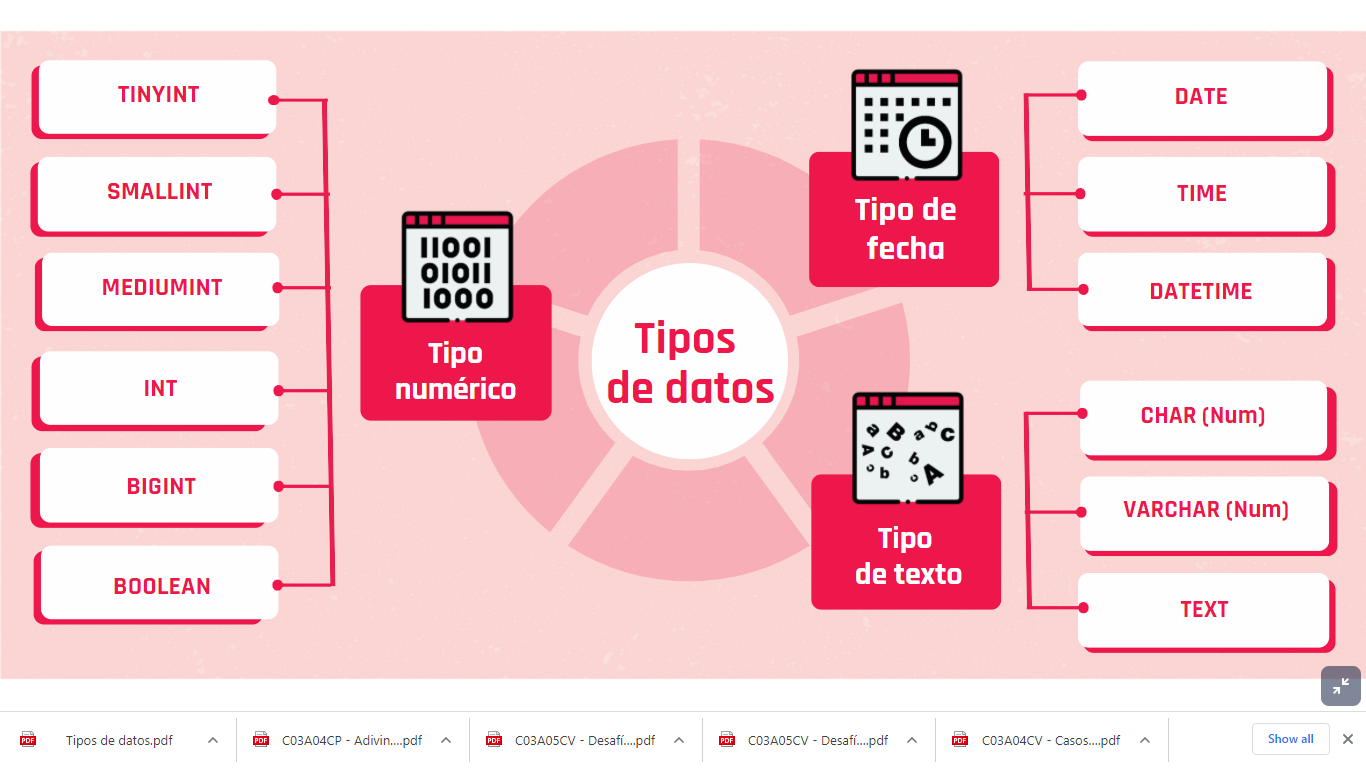 TINYINT
SMALLINT
MEDIUMINT
INT
BIGINT
BOOLEAN
11001
01011
1000
Tipo
numérico
Tipos
de datos
Tipo de
fecha
DATE
TIME
DATETIME
a B a b C
A C b
c b c A
Tipo
de texto
CHAR (Num)
VARCHAR (Num)
TEXT
PDF Tipos de datos.pdf
PDF C03A04CP - Adivin....pdf
PDF C03A05CV - Desafí....pdf
PDF C03A05CV - Desafí....pdf
PDF C03A04CV - Casos....pdf
Show all